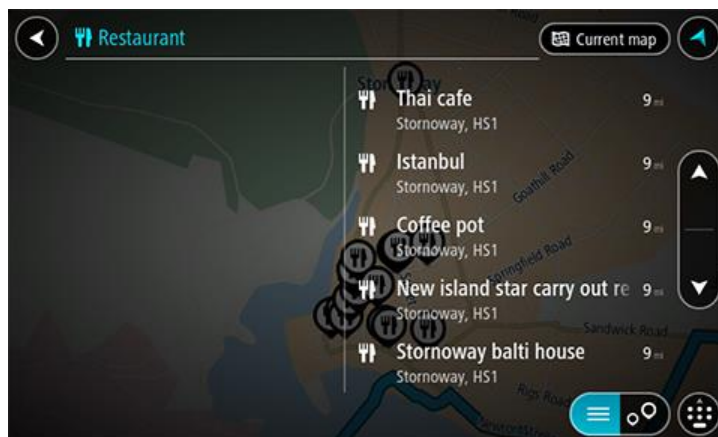 Restaurant
Current map
Thai cafe
9 mi
Stornoway, HS1
Istanbul
9 mi
Stornoway, HS1
Coffee pot
9 mi
Stornoway, HS1
New island star carry out re
9 mi
Stornoway, HS1
Stornoway balti house
9 mi
Stornoway, HS1
Goathill Road
Springfield Road
Sandwick Road
Rigs Road